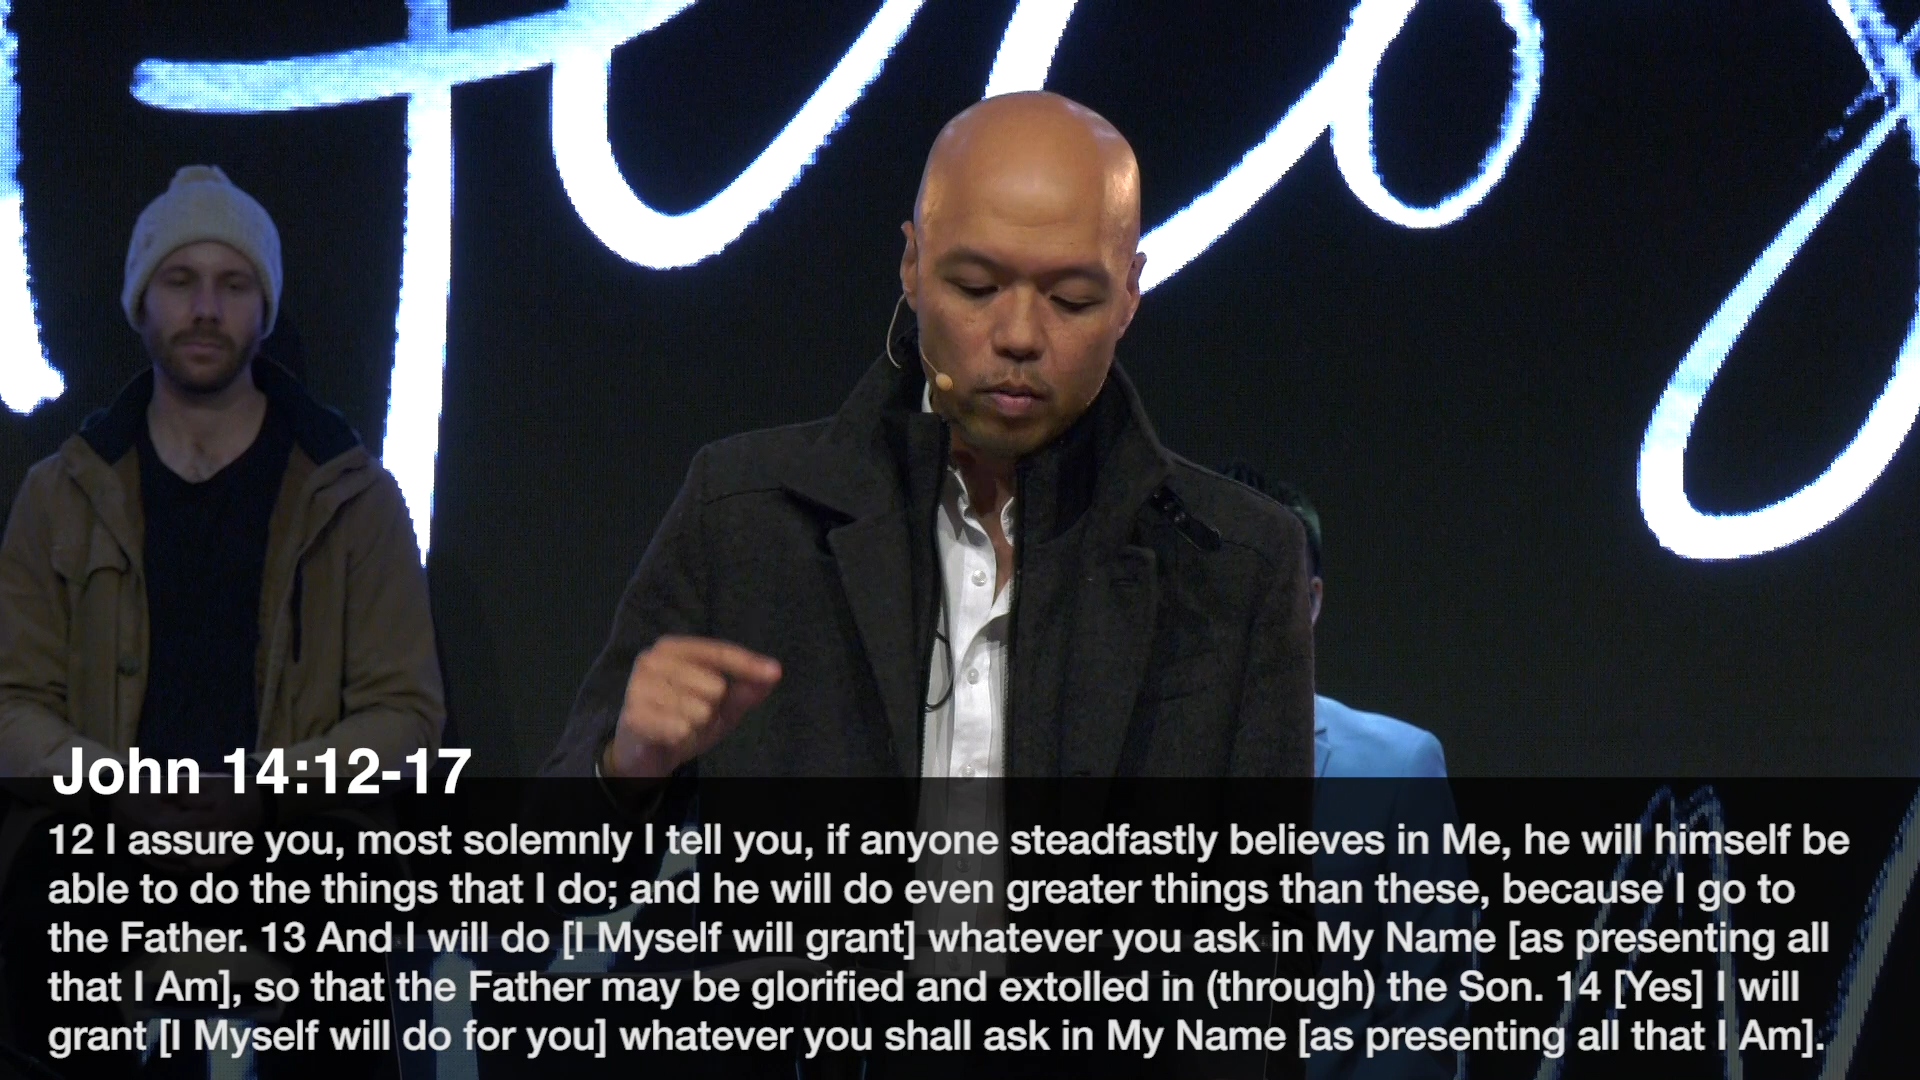 John 14:12-17
12 I assure you, most solemnly I tell you, if anyone steadfastly believes in Me, he will himself be
able to do the things that I do; and he will do even greater things than these, because I go to
the Father. 13 And I will do [I Myself will grant] whatever you ask in My Name [as presenting all
that I Am], so that the Father may be glorified and extolled in (through) the Son. 14 [Yes] I will
grant [I Myself will do for you] whatever you shall ask in My Name [as presenting all that I Am].